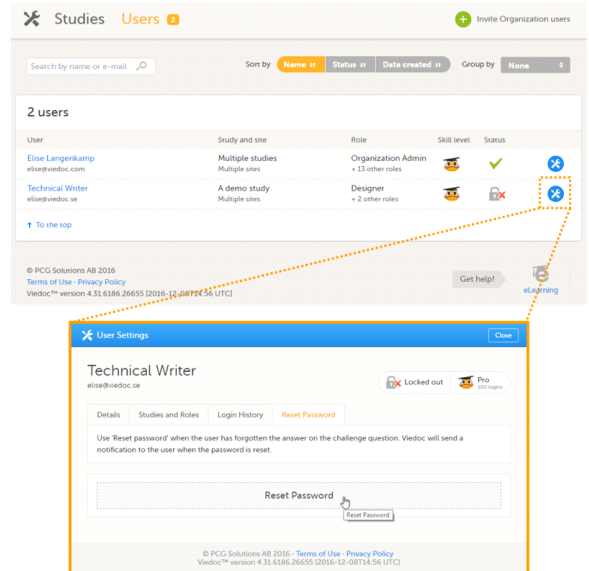 Studies Users 2
Invite Organization users
Search by name or e-mail
Sort by Name Status Date created Group by None
2 users
User Study and site Role Skill level Status
Elise Langenkamp Multiple studies Organization Admin
elise@viedoc.com Multiple sites + 13 other roles
Technical Writer A demo study Designer
elise@viedoc.se Multiple sites + 2 other roles
To the top
© PCG Solutions AB 2016
Terms of Use - Privacy Policy
Viedoc™ version 4.31.6186.26655 [2016-12-08T14:56 UTC]
Get help!
eLearning
User Settings
Close
Technical Writer
elise@viedoc.se
Locked out
Pro
100 logins
Details Studies and Roles Login History Reset Password
Use 'Reset password' when the user has forgotten the answer on the challenge question. Viedoc will send a
notification to the user when the password is reset.
Reset Password
Reset Password
© PCG Solutions AB 2016 - Terms of Use - Privacy Policy
Viedoc™ version 4.31.6186.26655 [2016-12-08T14:56 UTC]